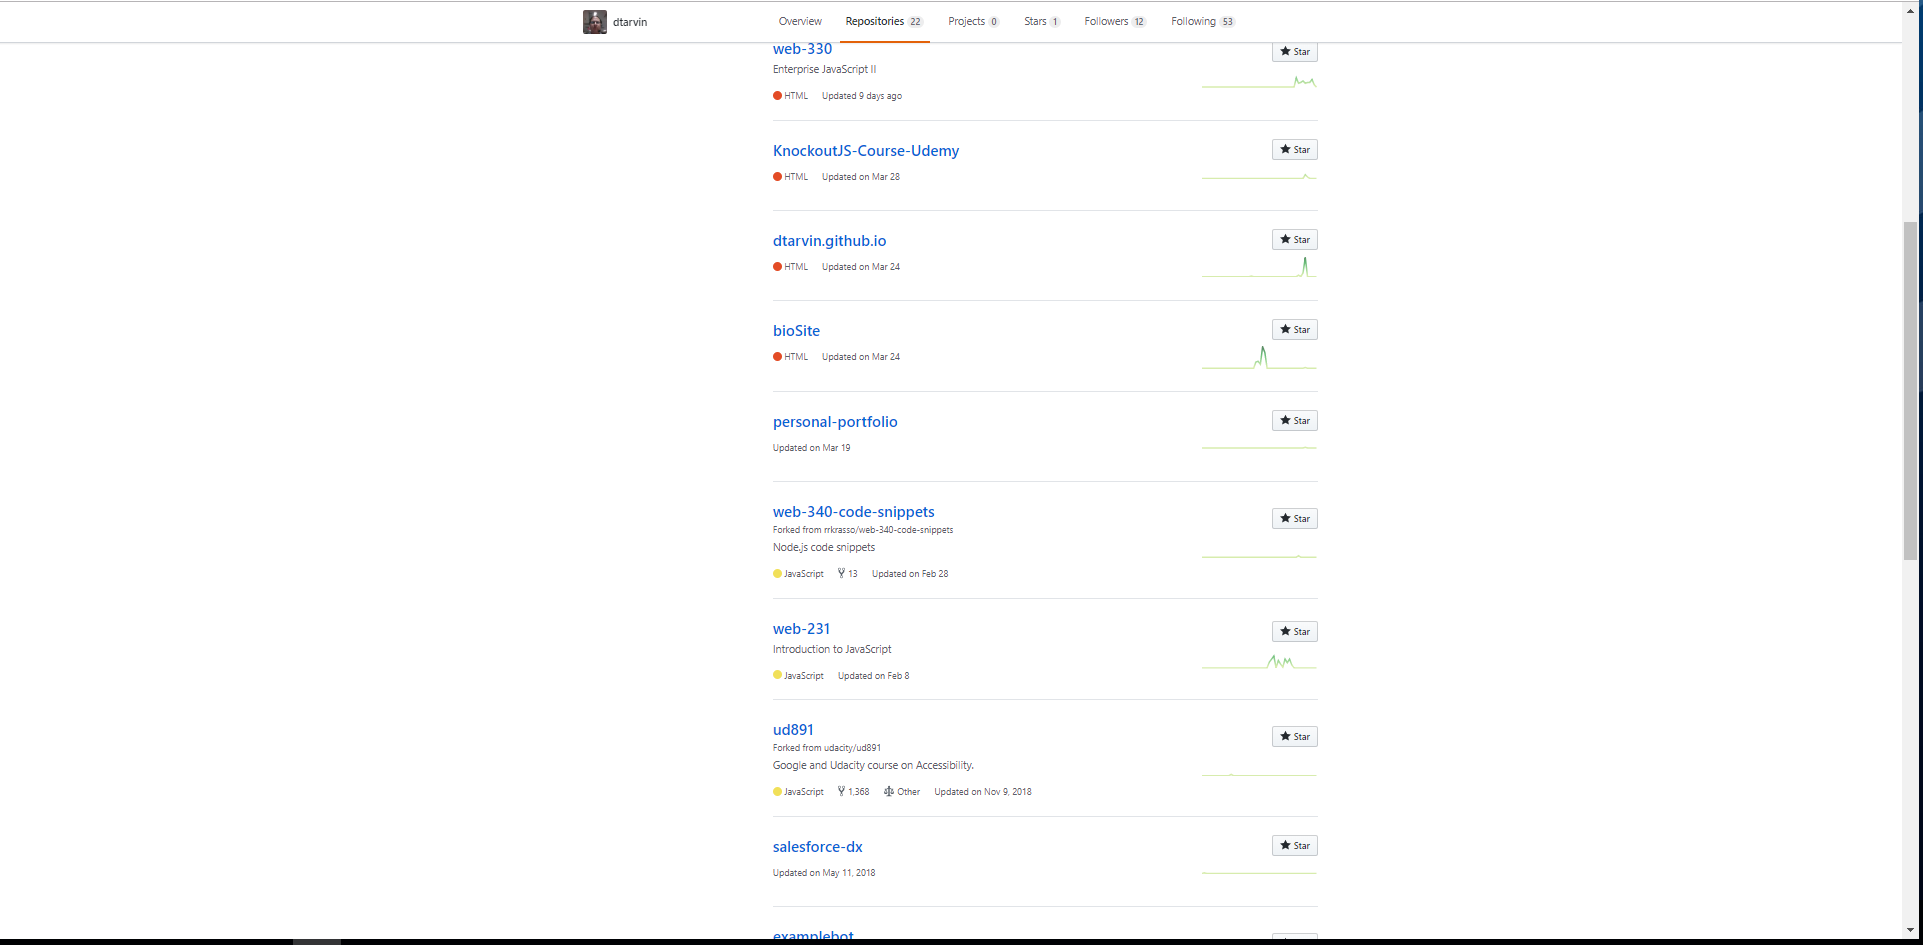 dtarvin
Overview Repositories 22 Projects 0 Stars 1 Followers 12 Following 53
web-330
Star
Enterprise JavaScript II
HTML Updated 9 days ago
KnockoutJS-Course-Udemy
Star
HTML Updated on Mar 28
dtarvin.github.io
Star
HTML Updated on Mar 24
bioSite
Star
HTML Updated on Mar 24
personal-portfolio
Star
Updated on Mar 19
web-340-code-snippets
Star
Forked from rrkrasso/web-340-code-snippets
Node.js code snippets
JavaScript 13 Updated on Feb 28
web-231
Star
Introduction to JavaScript
JavaScript Updated on Feb 8
ud891
Star
Forked from udacity/ud891
Google and Udacity course on Accessibility.
JavaScript 1,368 Other Updated on Nov 9, 2018
salesforce-dx
Star
Updated on May 11, 2018
examplebot